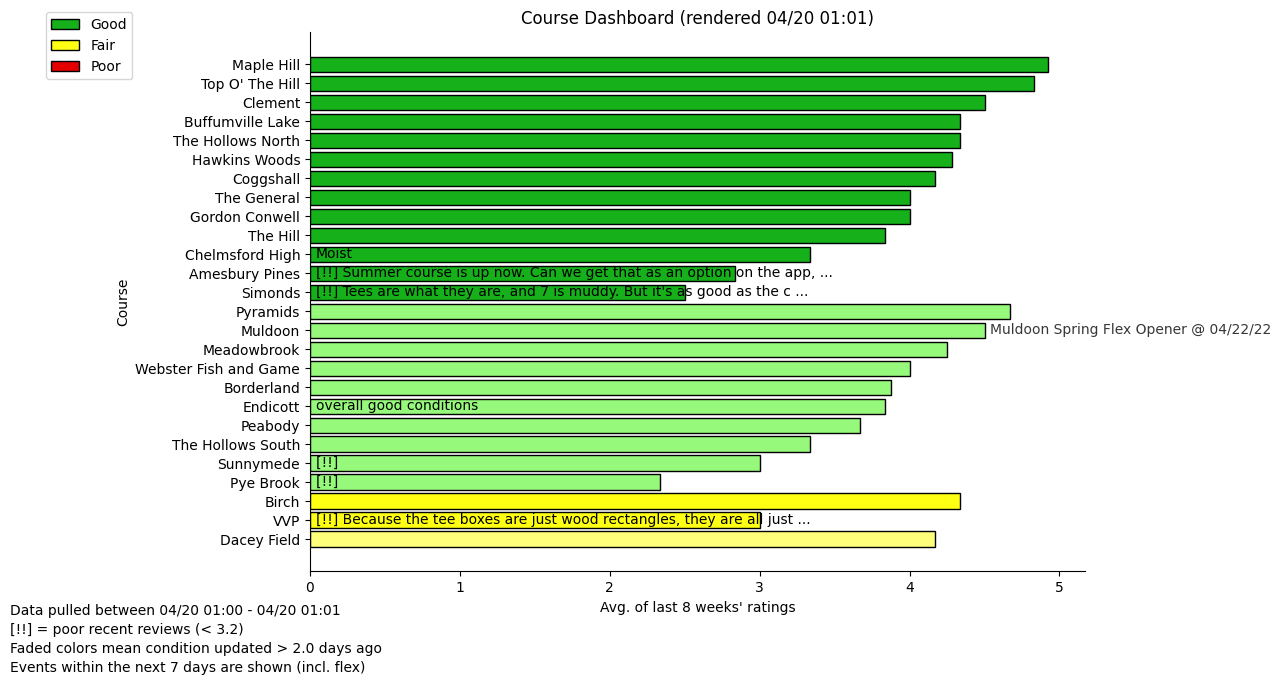 Course Dashboard (rendered 04/20 01:01)
Good
Fair
Poor
Course
Maple Hill
Top O' The Hill
Clement
Buffumville Lake
The Hollows North
Hawkins Woods
Coggshall
The General
Gordon Conwell
The Hill
Chelmsford High Moist
Amesbury Pines [!!] Summer course is up now. Can we get that as an option on the app, ...
Simonds [!!] Tees are what they are, and 7 is muddy. But it's as good as the c ...
Pyramids
Muldoon Muldoon Spring Flex Opener @ 04/22/22
Meadowbrook
Webster Fish and Game
Borderland
Endicott overall good conditions
Peabody
The Hollows South
Sunnymede [!!]
Pye Brook [!!]
Birch
VVP [!!] Because the tee boxes are just wood rectangles, they are all just ...
Dacey Field
0 1 2 3 4 5
Avg. of last 8 weeks' ratings
Data pulled between 04/20 01:00 - 04/20 01:01
[!!] = poor recent reviews (< 3.2)
Faded colors mean condition updated > 2.0 days ago
Events within the next 7 days are shown (incl. flex)